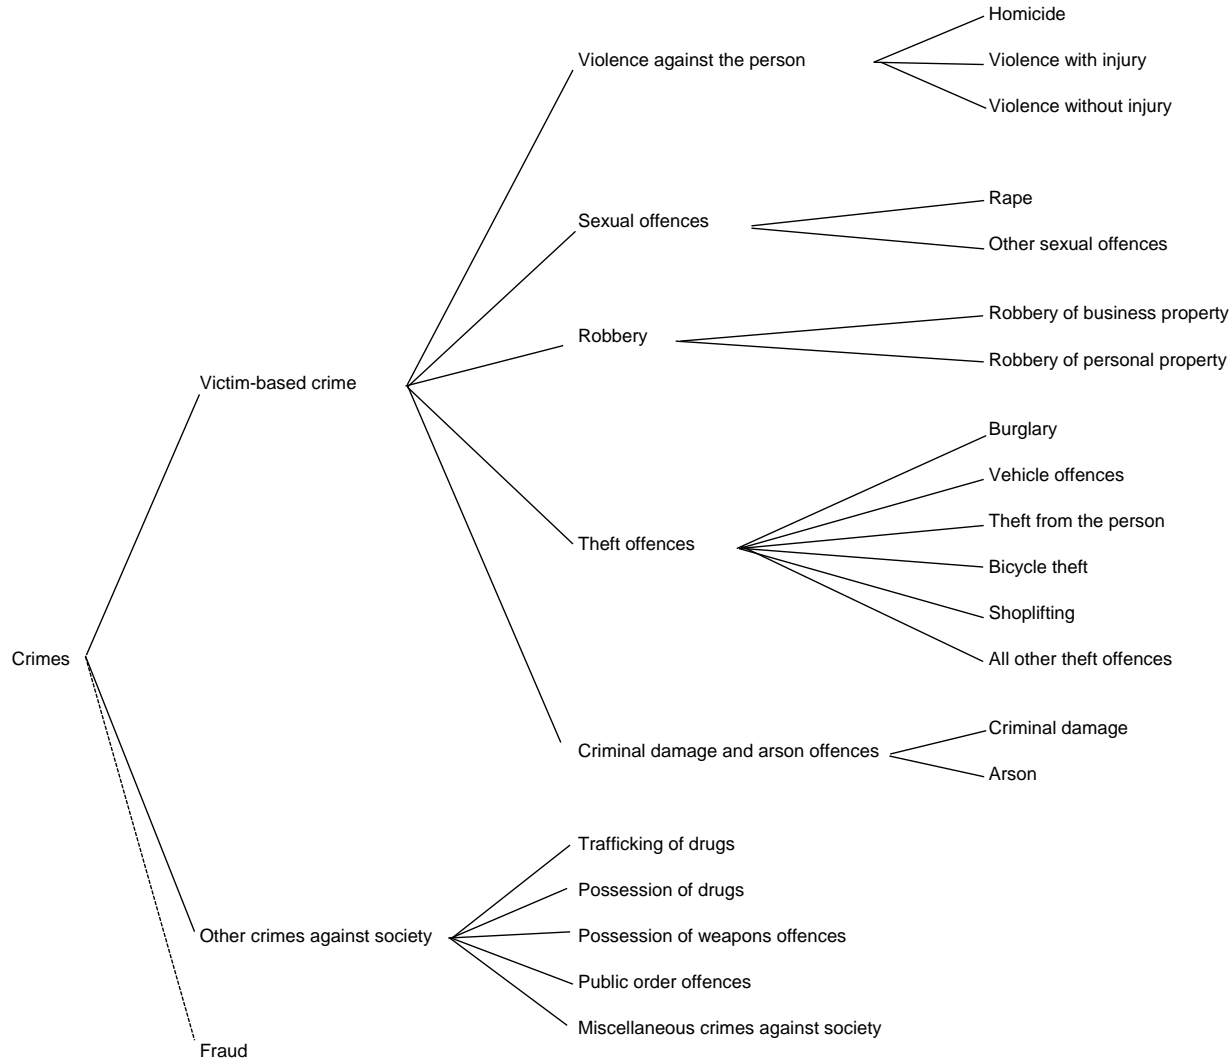 Homicide
Violence against the person
Violence with injury
Violence without injury
Rape
Sexual offences
Other sexual offences
Robbery of business property
Robbery
Robbery of personal property
Victim-based crime
Burglary
Vehicle offences
Theft from the person
Theft offences
Bicycle theft
Shoplifting
All other theft offences
Crimes
Criminal damage
Criminal damage and arson offences
Arson
Trafficking of drugs
Possession of drugs
Other crimes against society
Possession of weapons offences
Public order offences
Miscellaneous crimes against society
Fraud